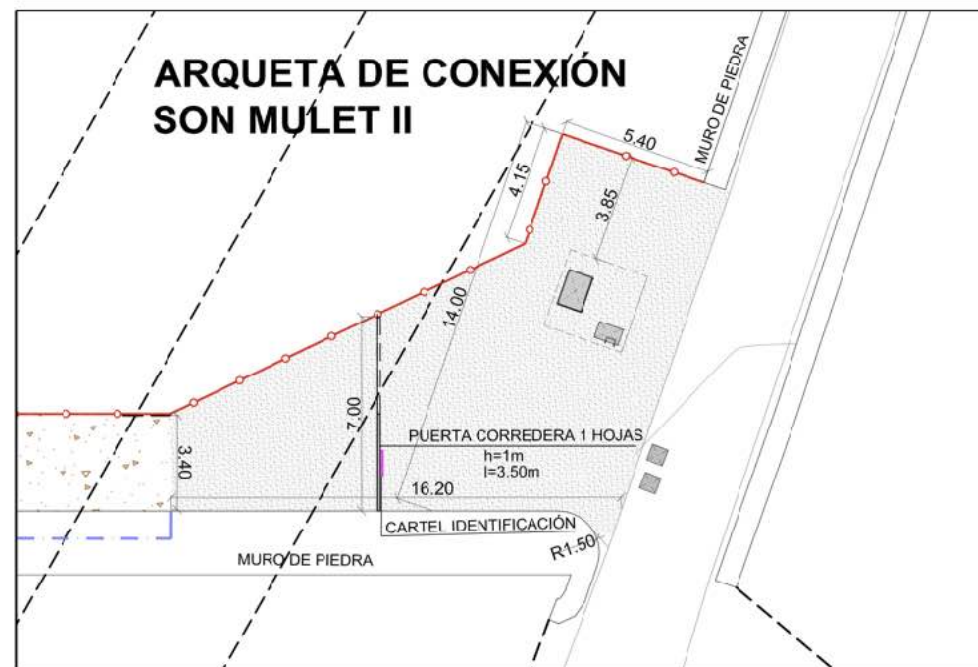 ARQUETA DE CONEXIÓN
SON MULET II
MURO DE PIEDRA
5.40
4.15
3.85
14.00
7.00
3.40
PUERTA CORREDERA 1 HOJAS
h=1m
l=3.50m
16.20
CARTEL IDENTIFICACIÓN
R1.50
MURO DE PIEDRA